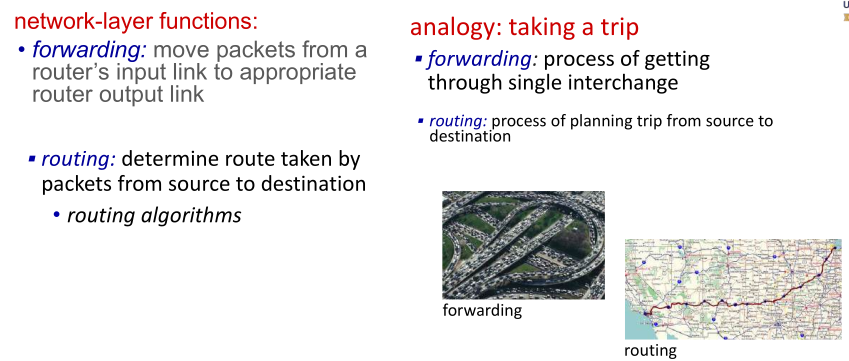 network-layer functions:
• forwarding: move packets from a
router's input link to appropriate
router output link
▪ routing: determine route taken by
packets from source to destination
• routing algorithms
analogy: taking a trip
▪ forwarding: process of getting
through single interchange
▪ routing: process of planning trip from source to
destination
forwarding
routing
U